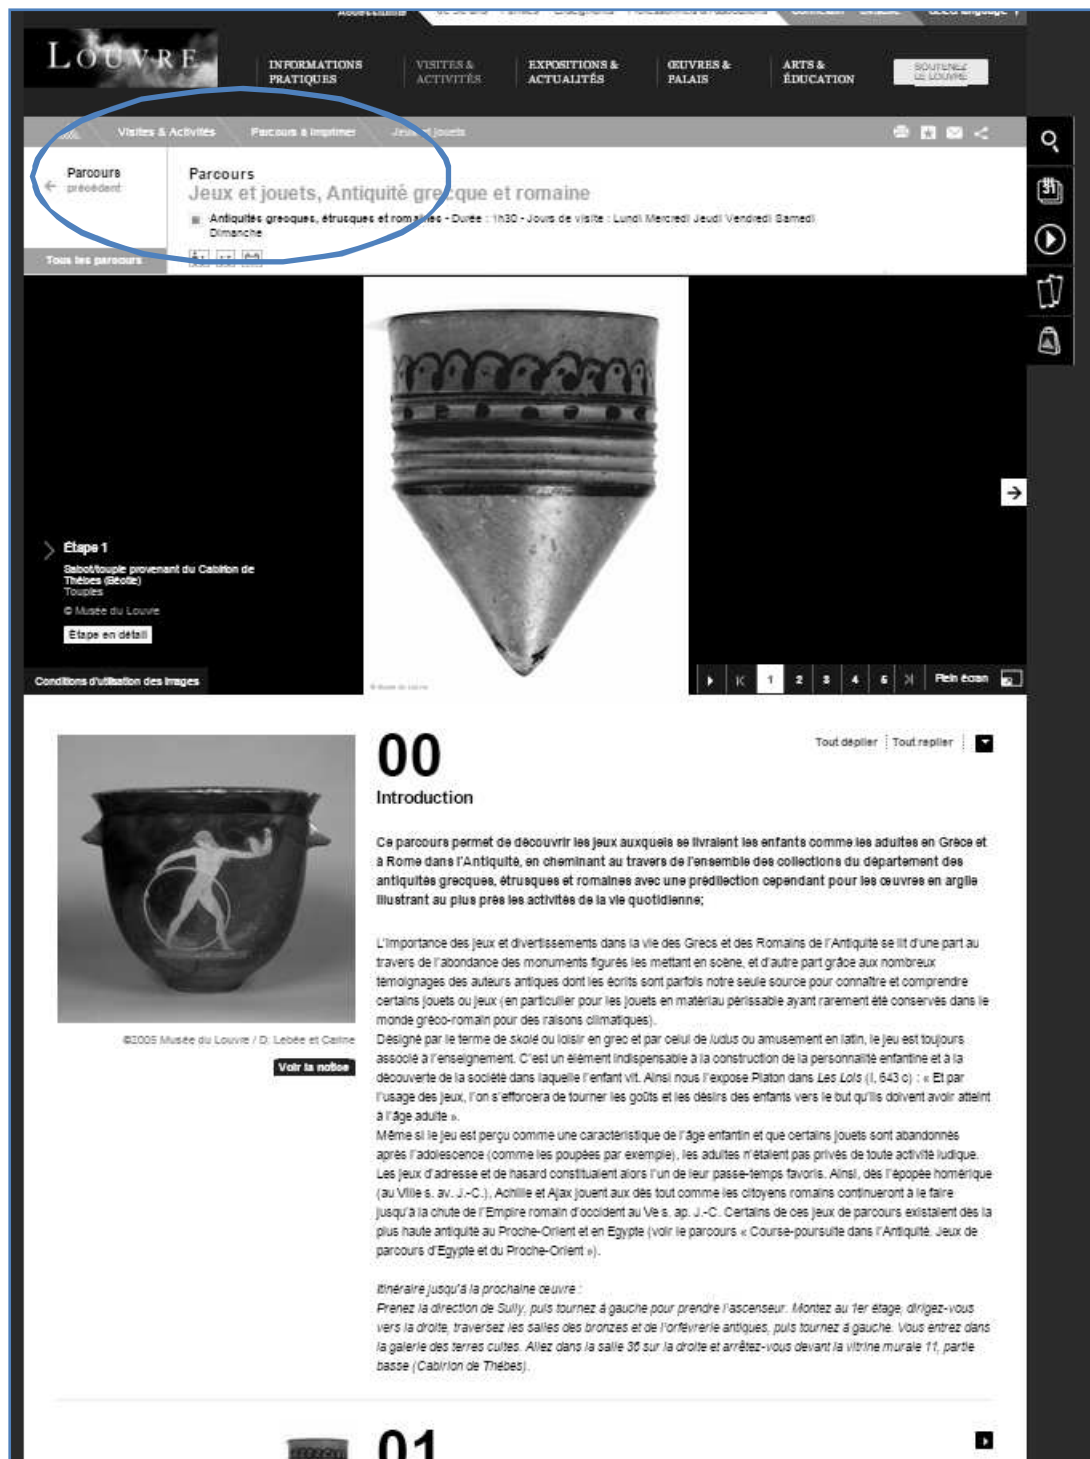 LOUVRE
INFORMATIONS
PRATIQUES
VISITES &
ACTIVITÉS
EXPOSITIONS &
ACTUALITÉS
ŒUVRES &
PALAIS
ARTS &
ÉDUCATION
SOUTENEZ
LE LOUVRE
Visites & Activités
Parcours à imprimer
Jeux et jouets
Parcours
précédent
Tous les parcours
Parcours
Jeux et jouets, Antiquité grecque et romaine
Antiquités grecques, étrusques et romaines - Durée : 1h30 - Jours de visite : Lundi Mercredi Jeudi Vendredi Samedi
Dimanche
31
Étape 1
Sabot/toupie provenant du Cabirion de
Thèbes (Béotie)
Toupies
© Musée du Louvre
Étape en détail
Conditions d'utilisation des images
© Musée du Louvre
1 2 3 4 5
Plein écran
00
Tout déplier
Tout replier
Introduction
Ce parcours permet de découvrir les jeux auxquels se livraient les enfants comme les adultes en Grèce et
à Rome dans l'Antiquité, en cheminant au travers de l'ensemble des collections du département des
antiquités grecques, étrusques et romaines avec une prédilection cependant pour les œuvres en argile
illustrant au plus près les activités de la vie quotidienne;
L'importance des jeux et divertissements dans la vie des Grecs et des Romains de l'Antiquité se lit d'une part au
travers de l'abondance des monuments figurés les mettant en scène, et d'autre part grâce aux nombreux
témoignages des auteurs antiques dont les écrits sont parfois notre seule source pour connaître et comprendre
certains jouets ou jeux (en particulier pour les jouets en matériau périssable ayant rarement été conservés dans le
monde gréco-romain pour des raisons climatiques).
Désigné par le terme de skolé ou loisir en grec et par celui de ludus ou amusement en latin, le jeu est toujours
associé à l'enseignement. C'est un élément indispensable à la construction de la personnalité enfantine et à la
découverte de la société dans laquelle l'enfant vit. Ainsi nous l'expose Platon dans Les Lois (I, 643 c) : « Et par
l'usage des jeux, l'on s'efforcera de tourner les goûts et les désirs des enfants vers le but qu'ils doivent avoir atteint
à l'âge adulte ».
Même si le jeu est perçu comme une caractéristique de l'âge enfantin et que certains jouets sont abandonnés
après l'adolescence (comme les poupées par exemple), les adultes n'étaient pas privés de toute activité ludique.
Les jeux d'adresse et de hasard constituaient alors l'un de leur passe-temps favoris. Ainsi, dès l'épopée homérique
(au VIIIe s. av. J.-C.), Achille et Ajax jouent aux dés tout comme les citoyens romains continueront à le faire
jusqu'à la chute de l'Empire romain d'occident au Ve s. ap. J.-C. Certains de ces jeux de parcours existaient dès la
plus haute antiquité au Proche-Orient et en Egypte (voir le parcours « Course-poursuite dans l'Antiquité. Jeux de
parcours d'Egypte et du Proche-Orient »).
©2005 Musée du Louvre / D. Lebée et Carine
Voir la notice
Itinéraire jusqu'à la prochaine œuvre :
Prenez la direction de Sully, puis tournez à gauche pour prendre l'ascenseur. Montez au 1er étage, dirigez-vous
vers la droite, traversez les salles des bronzes et de l'orfèvrerie antiques, puis tournez à gauche. Vous entrez dans
la galerie des terres cuites. Allez dans la salle 36 sur la droite et arrêtez-vous devant la vitrine murale 11, partie
basse (Cabirion de Thèbes).
01